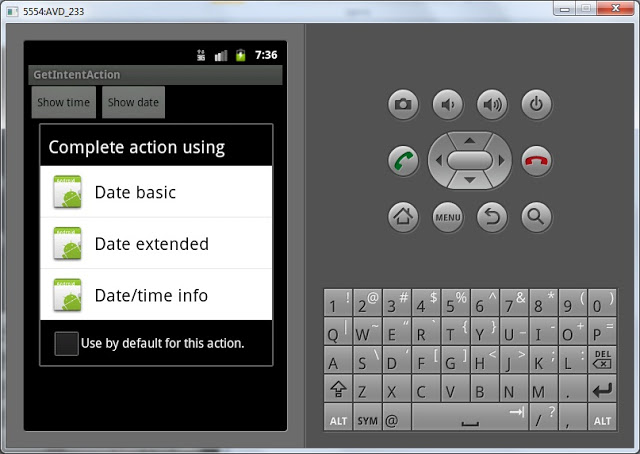 5554:AVD_233
3G 7:36
GetIntentAction
Show time Show date
Complete action using
Date basic
Date extended
Date/time info
Use by default for this action.
MENU
1 ! 2 @ 3 # 4 $ 5 % 6 ^ 7 & 8 * 9 ( 0 )
Q | W ~ E " R ` T { Y } U _ I - O + P =
A S \ D ' F [ G ] H < J > K ; L : DEL
Z X C V B N M .
ALT SYM @ / ? , ALT